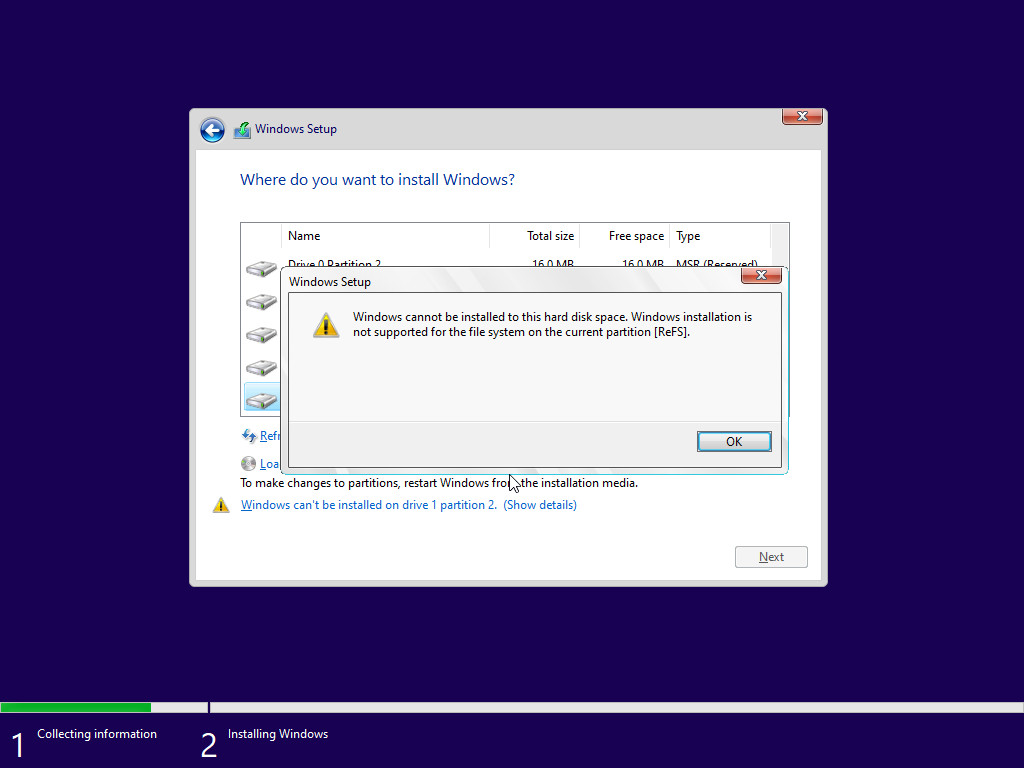 Windows Setup
Where do you want to install Windows?
Name Total size Free space Type
Drive 0 Partition 2 16.0 MB 16.0 MB MSR (Reserved)
Windows Setup
Windows cannot be installed to this hard disk space. Windows installation is
not supported for the file system on the current partition [ReFS].
OK
Refr
Loa
To make changes to partitions, restart Windows from the installation media.
Windows can't be installed on drive 1 partition 2. (Show details)
Next
1 Collecting information 2 Installing Windows